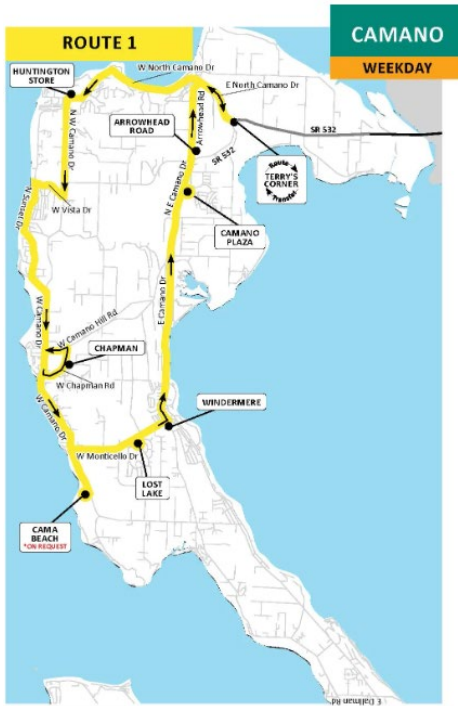 ROUTE 1
CAMANO
WEEKDAY
W North Camano Dr
HUNTINGTON
STORE
E North Camano Dr
N W Camano Dr
ARROWHEAD
ROAD
Arrowhead Rd
SR 532
SR 532
Route
TERRY'S
CORNER
Transfer
N Sunset Dr
W Vista Dr
N E Camano Dr
CAMANO
PLAZA
E Camano Dr
W Camano Dr
W Camano Hill Rd
CHAPMAN
W Chapman Rd
W Camano Dr
WINDERMERE
W Monticello Dr
LOST
LAKE
CAMA
BEACH
*ON REQUEST
E Dallman Rd